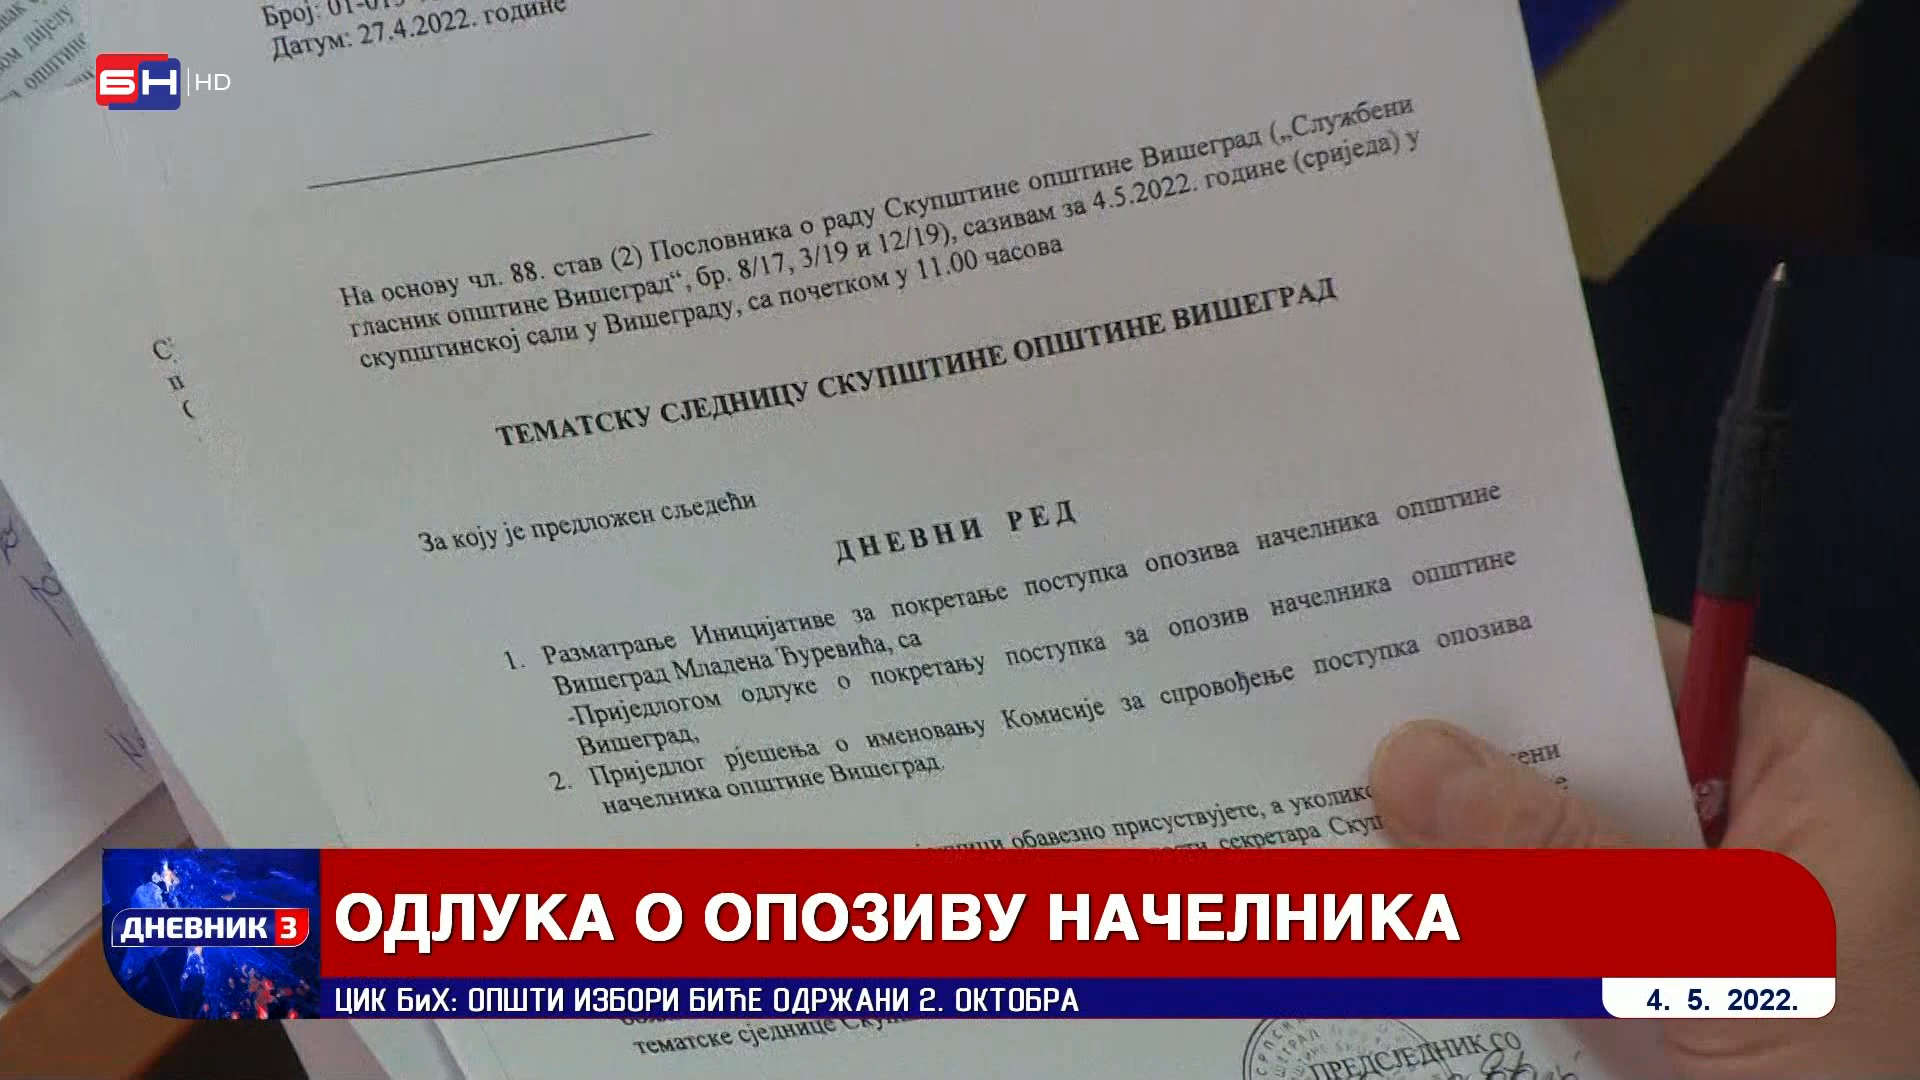 Датум: 27.4.2022. године
БН HD
На основу чл. 88. став (2) Пословника о раду Скупштине општине Вишеград („Службени
гласник општине Вишеград“, бр. 8/17, 3/19 и 12/19), сазивам за 4.5.2022. године (сриједа) у
скупштинској сали у Вишеграду, са почетком у 11.00 часова
ТЕМАТСКУ СЈЕДНИЦУ СКУПШТИНЕ ОПШТИНЕ ВИШЕГРАД
За коју је предложен сљедећи
ДНЕВНИ РЕД
1. Разматрање Иницијативе за покретање поступка опозива начелника општине
Вишеград Младена Ђуревића, са
-Приједлогом одлуке о покретању поступка за опозив начелника општине
Вишеград,
2. Приједлог рјешења о именовању Комисије за спровођење поступка опозива
начелника општине Вишеград.
обавезно присуствујете, а уколико
секретара
ДНЕВНИК 3
ОДЛУКА О ОПОЗИВУ НАЧЕЛНИКА
ЦИК БиХ: ОПШТИ ИЗБОРИ БИЋЕ ОДРЖАНИ 2. ОКТОБРА
4. 5. 2022.
тематске сједнице
ПРЕДСЈЕДНИК СО